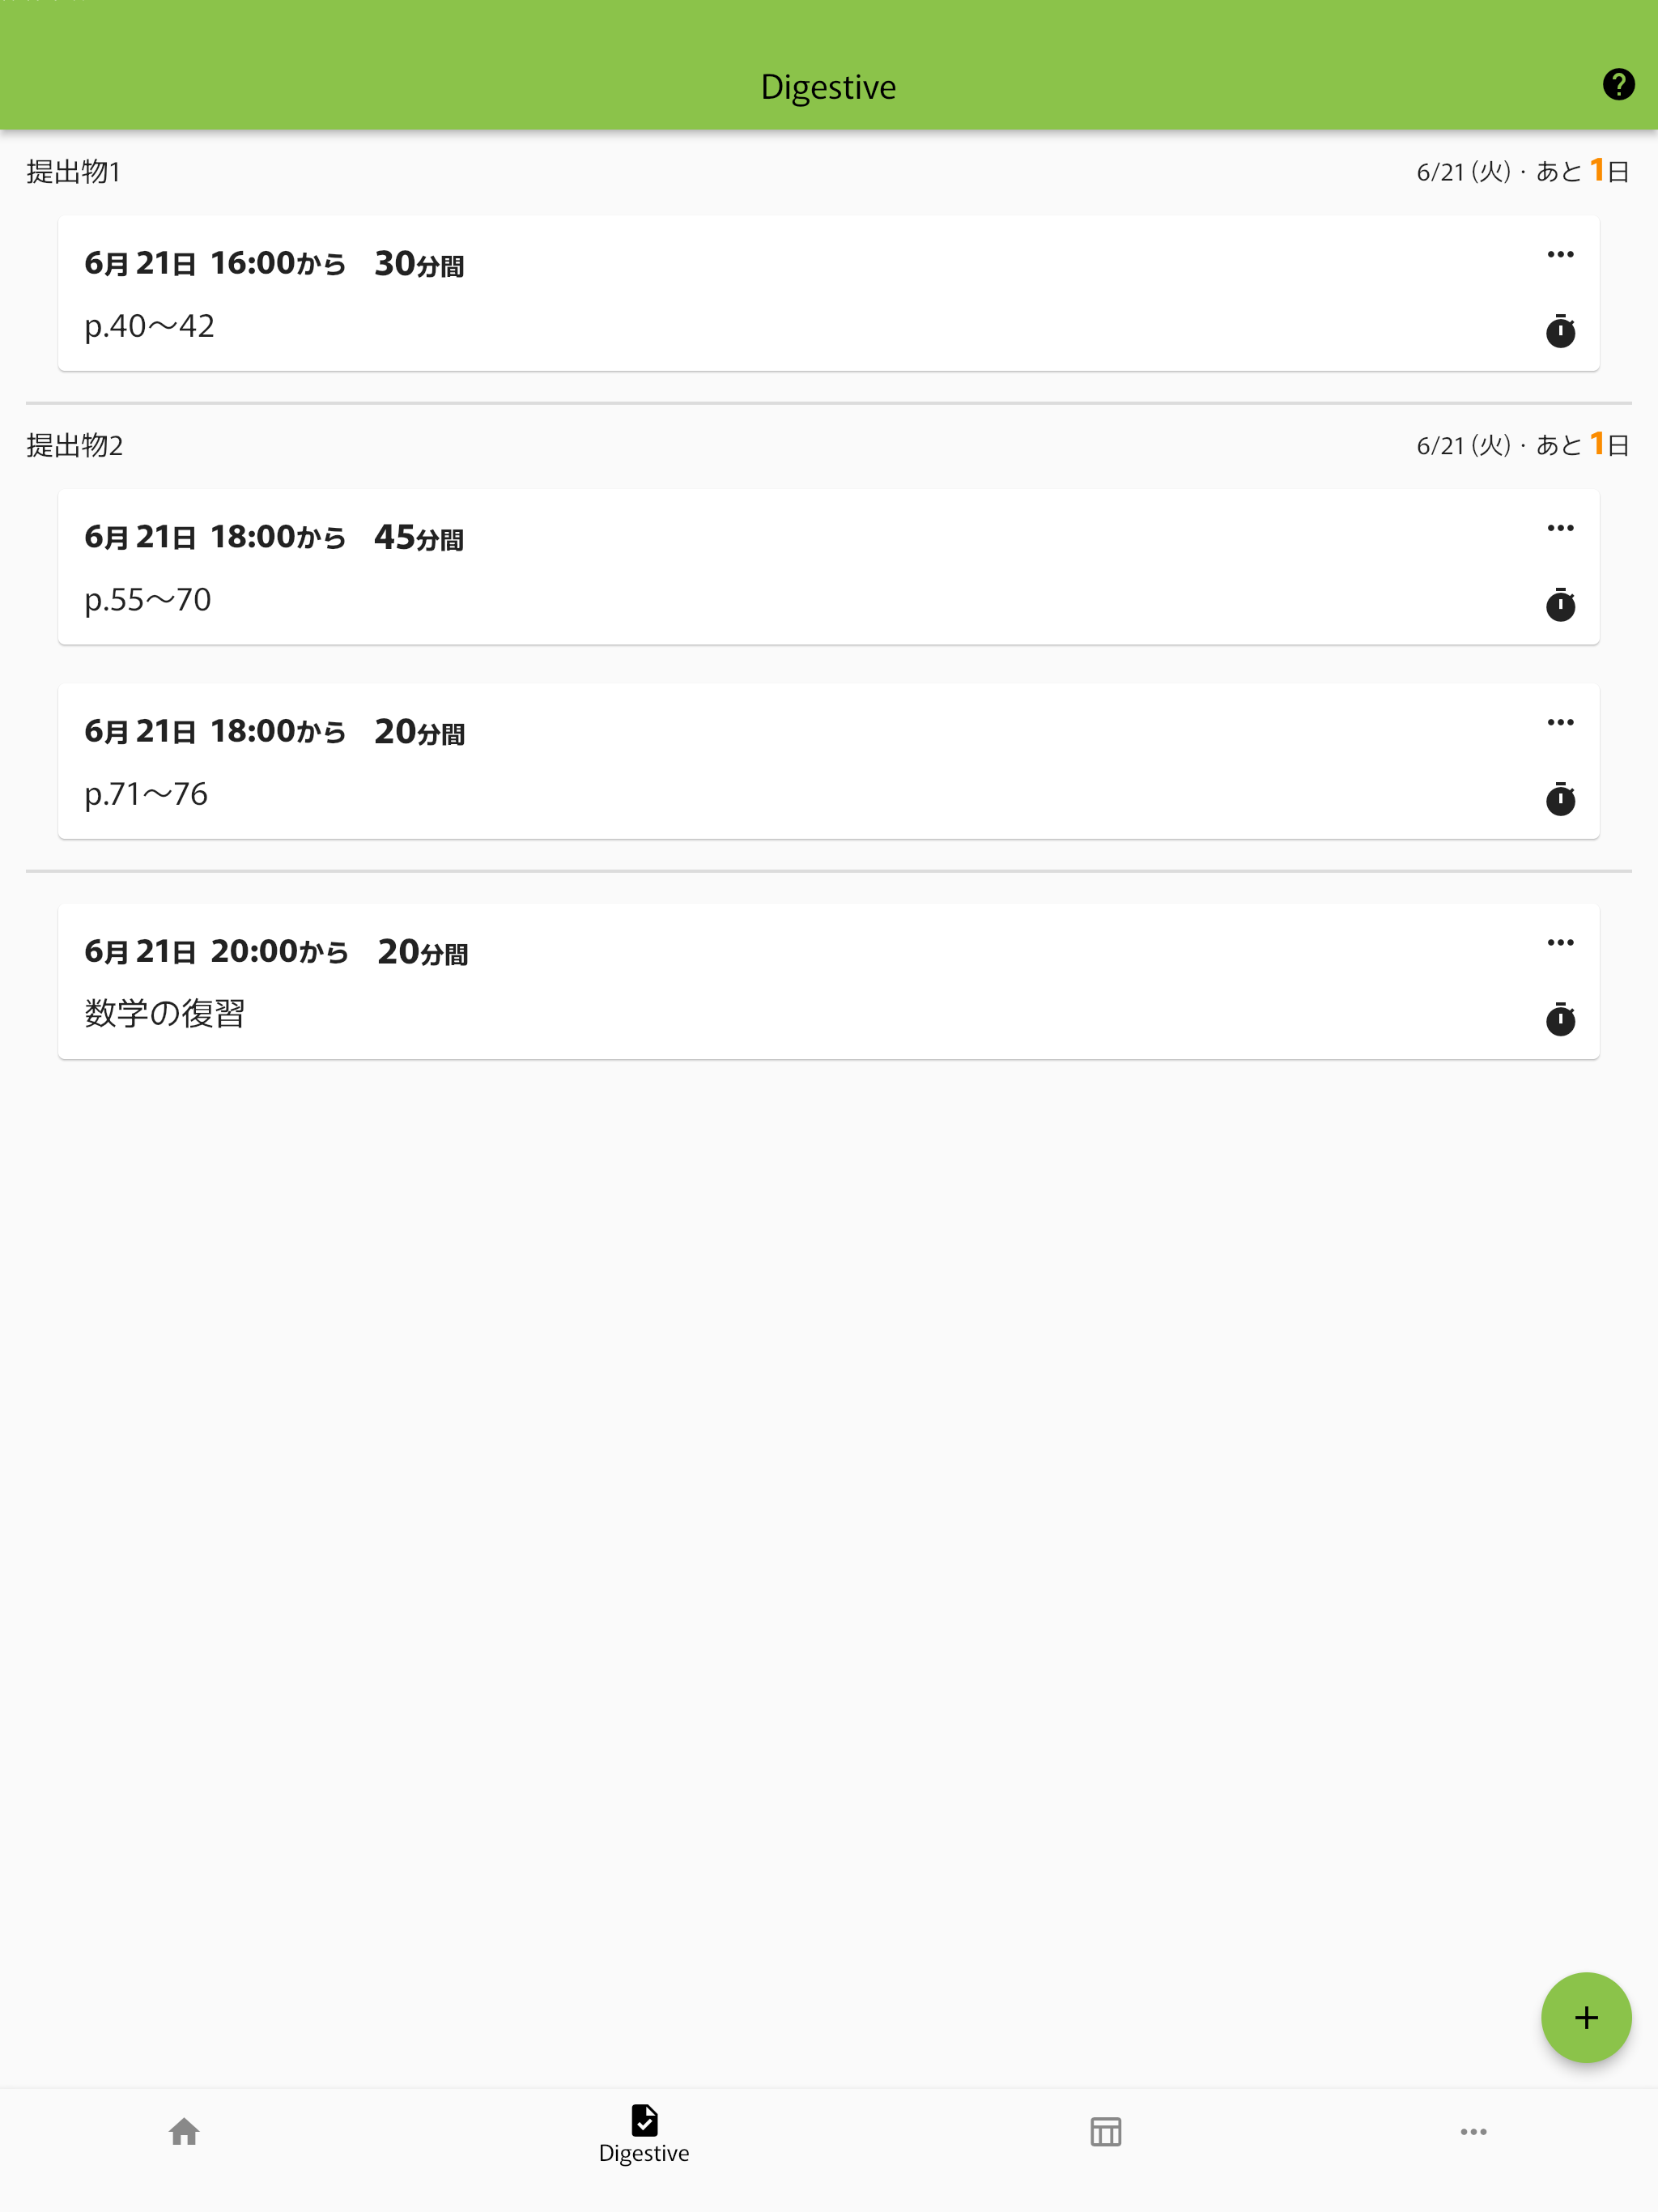 Digestive
提出物1
6/21(火)・あと1日
6月21日 16:00から 30分間
p.40〜42
提出物2
6/21(火)・あと1日
6月21日 18:00から 45分間
p.55〜70
6月21日 18:00から 20分間
p.71〜76
6月21日 20:00から 20分間
数学の復習
Digestive